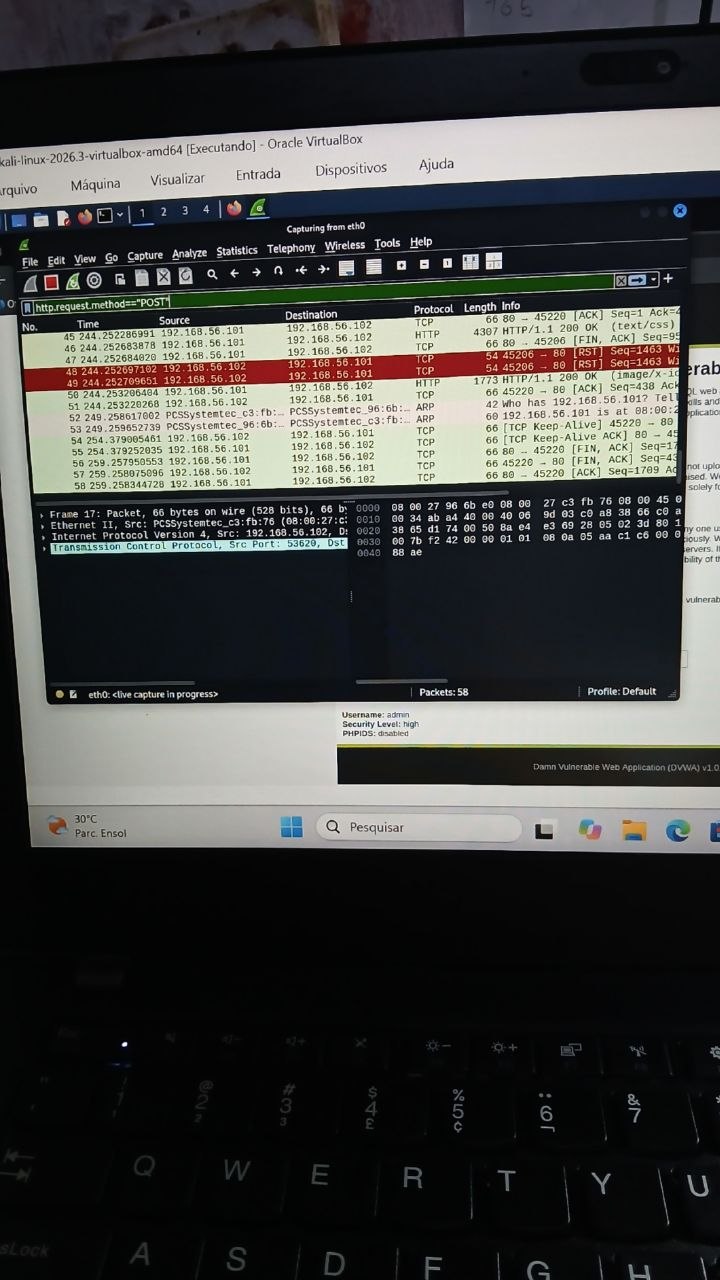 165
kali-linux-2026.3-virtualbox-amd64 [Executando] - Oracle VirtualBox
Arquivo Máquina Visualizar Entrada Dispositivos Ajuda
1 2 3 4
Capturing from eth0
File Edit View Go Capture Analyze Statistics Telephony Wireless Tools Help
http.request.method=="POST"
No. Time Source Destination Protocol Length Info
45 244.252286991 192.168.56.101 192.168.56.102 TCP 66 80 → 45220 [ACK] Seq=1 Ack=4
46 244.252683878 192.168.56.101 192.168.56.102 HTTP 4307 HTTP/1.1 200 OK (text/css)
47 244.252684020 192.168.56.101 192.168.56.102 TCP 66 80 → 45206 [FIN, ACK] Seq=95
48 244.252697102 192.168.56.102 192.168.56.101 TCP 54 45206 → 80 [RST] Seq=1463 Wi
49 244.252709651 192.168.56.102 192.168.56.101 TCP 54 45206 → 80 [RST] Seq=1463 Wi
50 244.253206404 192.168.56.101 192.168.56.102 HTTP 1773 HTTP/1.1 200 OK (image/x-ic
51 244.253220268 192.168.56.102 192.168.56.101 TCP 66 45220 → 80 [ACK] Seq=438 Ack
52 249.258617002 PCSSystemtec_c3:fb:… PCSSystemtec_96:6b:… ARP 42 Who has 192.168.56.101? Tell
53 249.259652739 PCSSystemtec_96:6b:… PCSSystemtec_c3:fb:… ARP 60 192.168.56.101 is at 08:00:2
54 254.379005461 192.168.56.102 192.168.56.101 TCP 66 [TCP Keep-Alive] 45220 → 80
55 254.379252035 192.168.56.101 192.168.56.102 TCP 66 [TCP Keep-Alive ACK] 80 → 45
56 259.257950553 192.168.56.101 192.168.56.102 TCP 66 80 → 45220 [FIN, ACK] Seq=17
57 259.258075096 192.168.56.102 192.168.56.101 TCP 66 45220 → 80 [FIN, ACK] Seq=43
58 259.258344728 192.168.56.101 192.168.56.102 TCP 66 80 → 45220 [ACK] Seq=1709 Ac
Frame 17: Packet, 66 bytes on wire (528 bits), 66 by
Ethernet II, Src: PCSSystemtec_c3:fb:76 (08:00:27:c3
Internet Protocol Version 4, Src: 192.168.56.102, Ds
Transmission Control Protocol, Src Port: 53620, Dst
0000 08 00 27 96 6b e0 08 00 27 c3 fb 76 08 00 45 0
0010 00 34 ab a4 40 00 40 06 9d 03 c0 a8 38 66 c0 a
0020 38 65 d1 74 00 50 8a e4 e3 69 28 05 02 3d 80 1
0030 00 7b f2 42 00 00 01 01 08 0a 05 aa c1 c6 00 0
0040 88 ae
eth0: <live capture in progress> Packets: 58 Profile: Default
Username: admin
Security Level: high
PHPIDS: disabled
Damn Vulnerable Web Application (DVWA) v1.0
30°C
Parc. Ensol
Pesquisar
@ # $ % &
1 2 3 4 5 6 7
3 £ ¢
Q W E R T Y U
A S D F G H